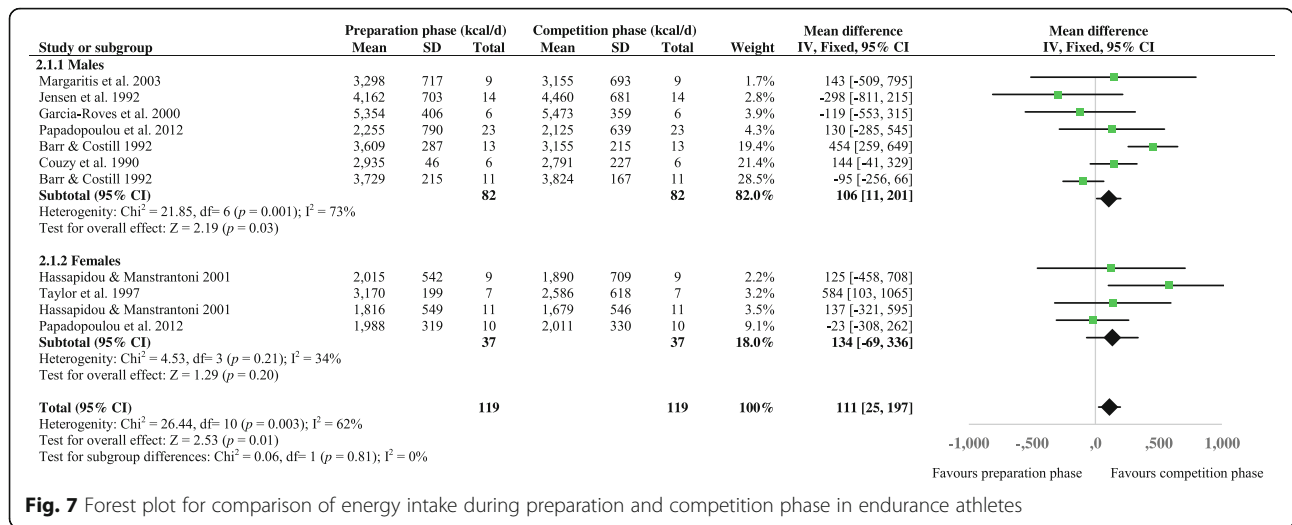 Preparation phase (kcal/d) Competition phase (kcal/d) Mean difference Mean difference
Study or subgroup Mean SD Total Mean SD Total Weight IV, Fixed, 95% CI IV, Fixed, 95% CI
2.1.1 Males
Margaritis et al. 2003 3,298 717 9 3,155 693 9 1.7% 143 [-509, 795]
Jensen et al. 1992 4,162 703 14 4,460 681 14 2.8% -298 [-811, 215]
Garcia-Roves et al. 2000 5,354 406 6 5,473 359 6 3.9% -119 [-553, 315]
Papadopoulou et al. 2012 2,255 790 23 2,125 639 23 4.3% 130 [-285, 545]
Barr & Costill 1992 3,609 287 13 3,155 215 13 19.4% 454 [259, 649]
Couzy et al. 1990 2,935 46 6 2,791 227 6 21.4% 144 [-41, 329]
Barr & Costill 1992 3,729 215 11 3,824 167 11 28.5% -95 [-256, 66]
Subtotal (95% CI) 82 82 82.0% 106 [11, 201]
Heterogenity: Chi² = 21.85, df= 6 (p = 0.001); I² = 73%
Test for overall effect: Z = 2.19 (p = 0.03)
2.1.2 Females
Hassapidou & Manstrantoni 2001 2,015 542 9 1,890 709 9 2.2% 125 [-458, 708]
Taylor et al. 1997 3,170 199 7 2,586 618 7 3.2% 584 [103, 1065]
Hassapidou & Manstrantoni 2001 1,816 549 11 1,679 546 11 3.5% 137 [-321, 595]
Papadopoulou et al. 2012 1,988 319 10 2,011 330 10 9.1% -23 [-308, 262]
Subtotal (95% CI) 37 37 18.0% 134 [-69, 336]
Heterogenity: Chi² = 4.53, df= 3 (p = 0.21); I² = 34%
Test for overall effect: Z = 1.29 (p = 0.20)
Total (95% CI) 119 119 100% 111 [25, 197]
Heterogenity: Chi² = 26.44, df= 10 (p = 0.003); I² = 62%
Test for overall effect: Z = 2.53 (p = 0.01)
Test for subgroup differences: Chi² = 0.06, df= 1 (p = 0.81); I² = 0%
-1,000 -,500 ,0 ,500 1,000
Favours preparation phase Favours competition phase
Fig. 7 Forest plot for comparison of energy intake during preparation and competition phase in endurance athletes